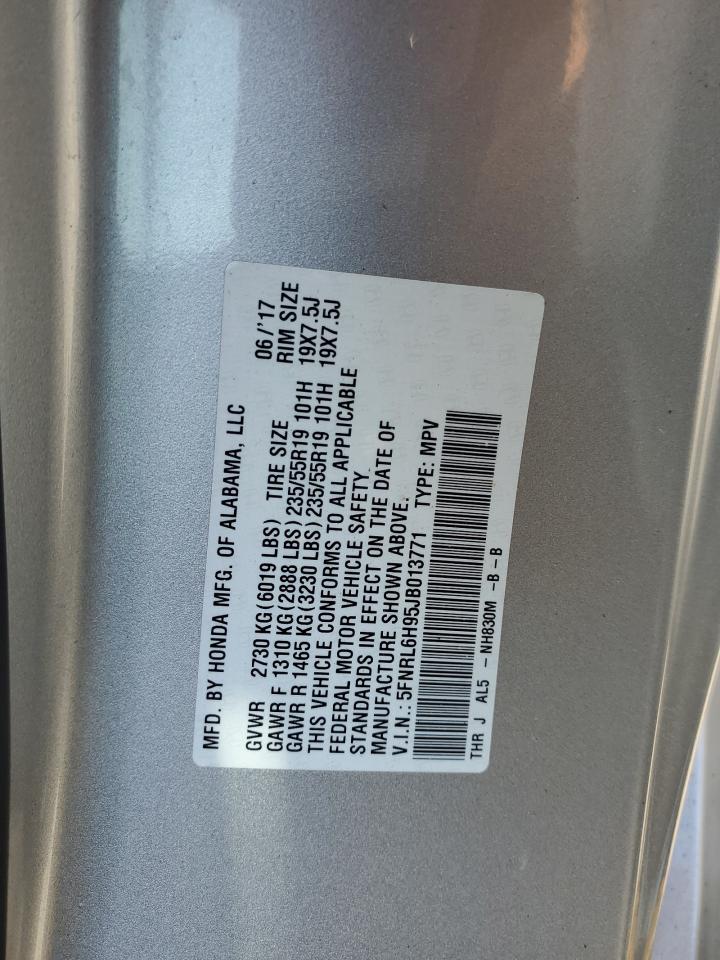 MFD. BY HONDA MFG. OF ALABAMA, LLC
06/'17
GVWR 2730 KG(6019 LBS) TIRE SIZE RIM SIZE
GAWR F 1310 KG(2888 LBS)235/55R19 101H 19X7.5J
GAWR R 1465 KG(3230 LBS)235/55R19 101H 19X7.5J
THIS VEHICLE CONFORMS TO ALL APPLICABLE
FEDERAL MOTOR VEHICLE SAFETY
STANDARDS IN EFFECT ON THE DATE OF
MANUFACTURE SHOWN ABOVE.
V.I.N.: 5FNRL6H95JB013771 TYPE: MPV
THR J AL5 - NH830M -B-B